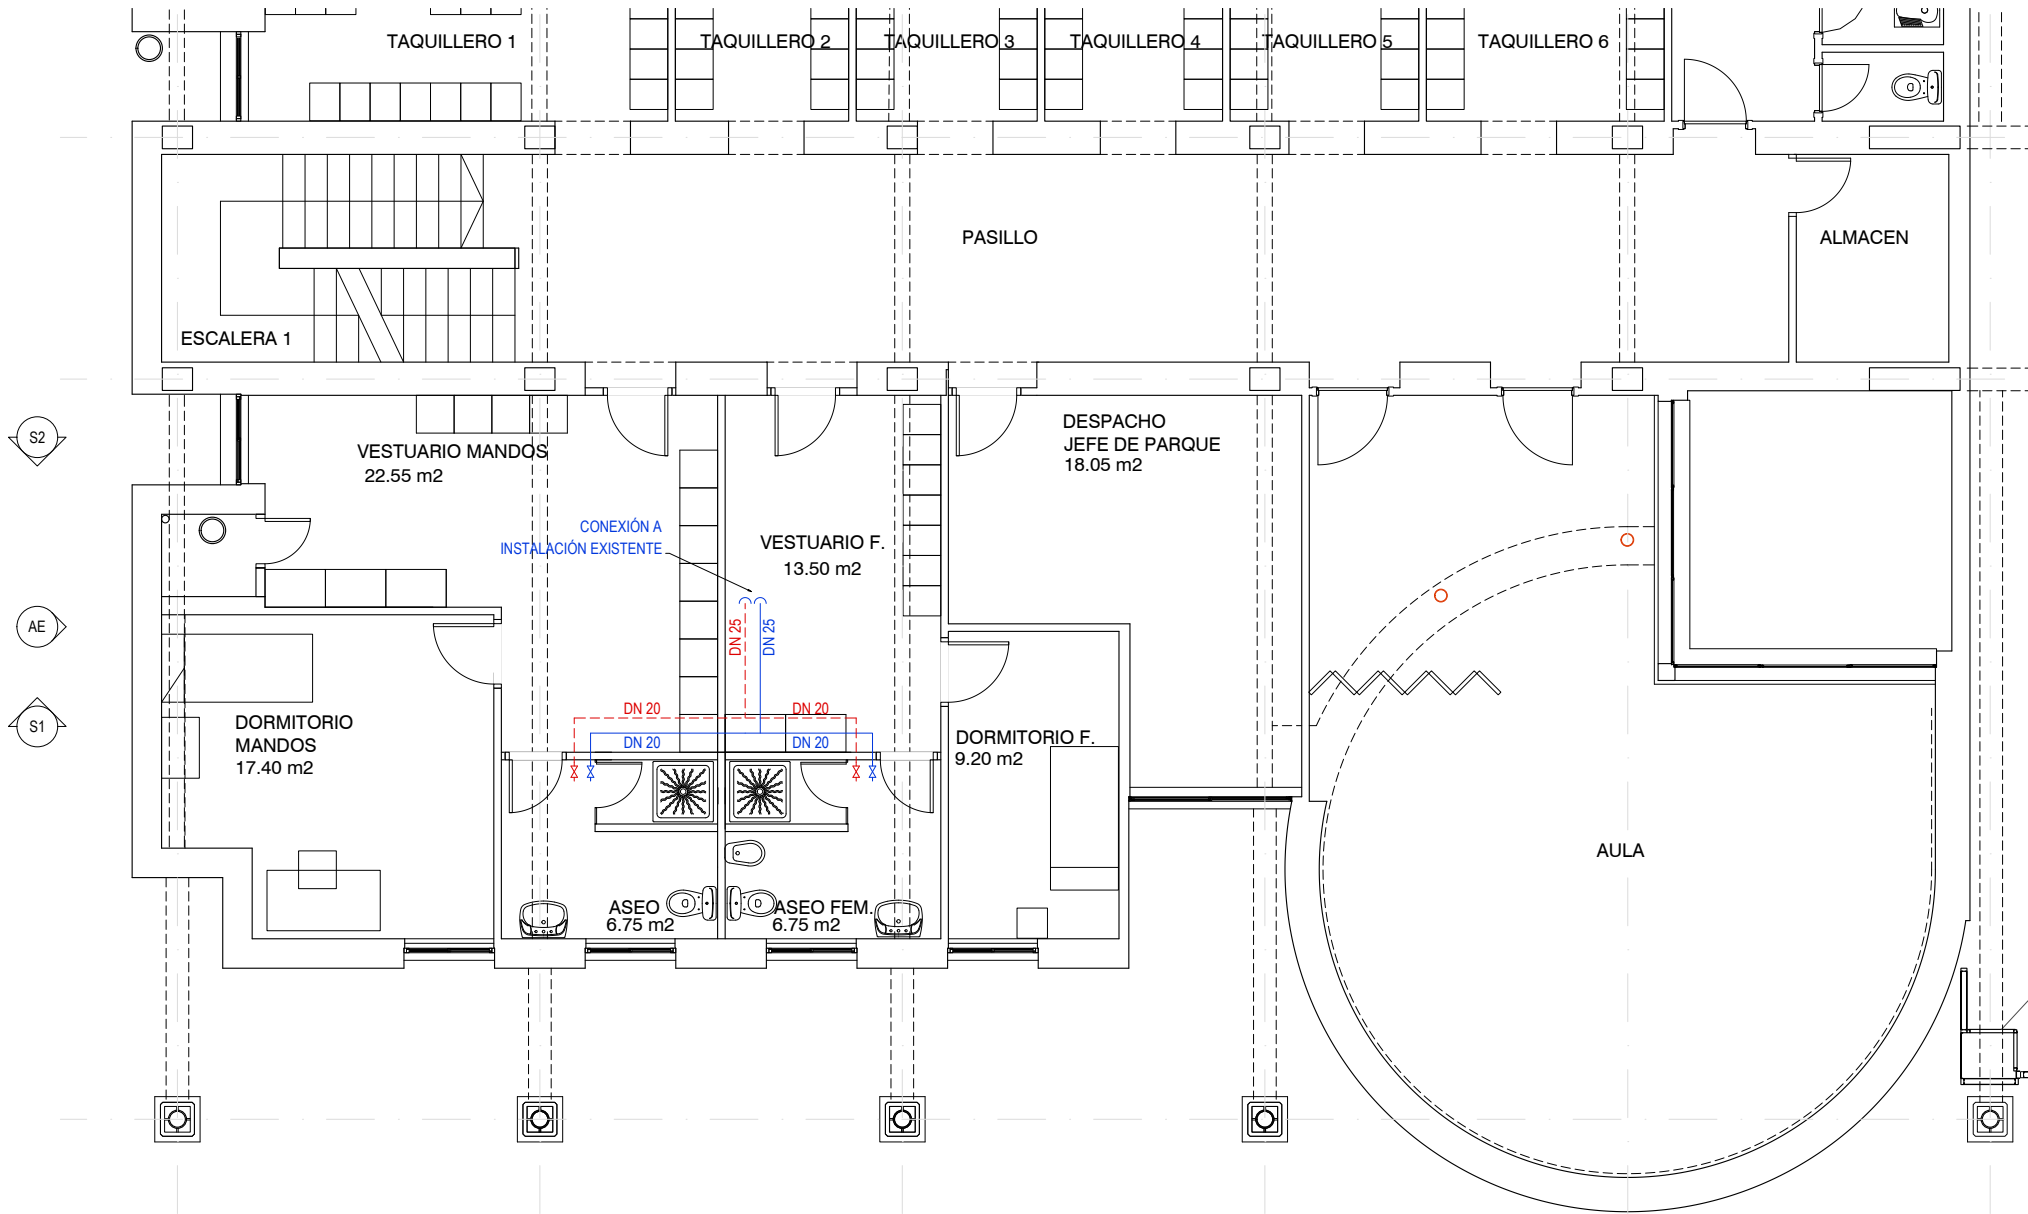 TAQUILLERO 1
TAQUILLERO 2
TAQUILLERO 3
TAQUILLERO 4
TAQUILLERO 5
TAQUILLERO 6
PASILLO
ALMACEN
ESCALERA 1
S2
VESTUARIO MANDOS
22.55 m2
DESPACHO
JEFE DE PARQUE
18.05 m2
CONEXIÓN A
INSTALACIÓN EXISTENTE
VESTUARIO F.
13.50 m2
AE
DN 25
DN 25
S1
DN 20
DN 20
DN 20
DN 20
DORMITORIO
MANDOS
17.40 m2
DORMITORIO F.
9.20 m2
AULA
ASEO
6.75 m2
ASEO FEM.
6.75 m2